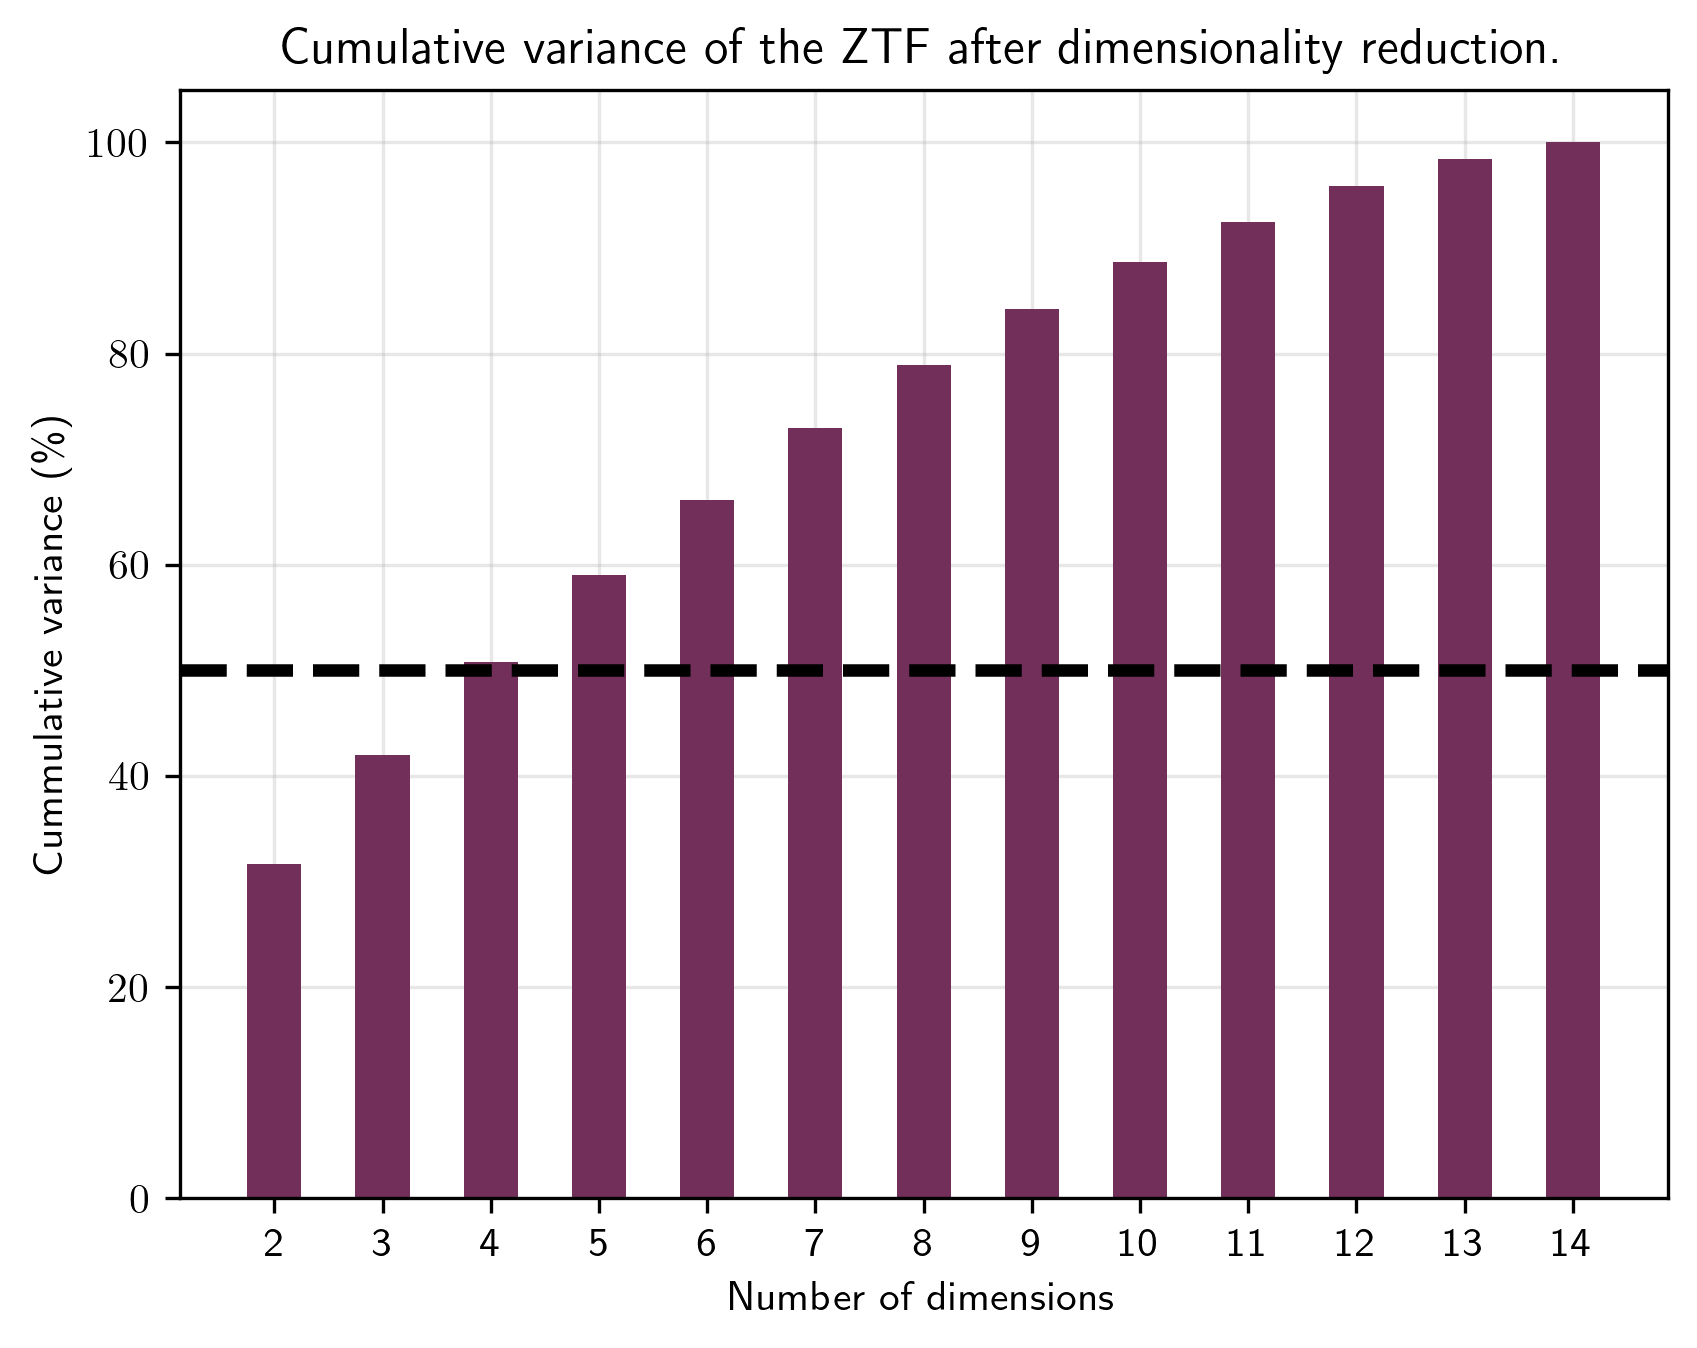 Cumulative variance of the ZTF after dimensionality reduction.
Cummulative variance (%)
100
80
60
40
20
0
2 3 4 5 6 7 8 9 10 11 12 13 14
Number of dimensions